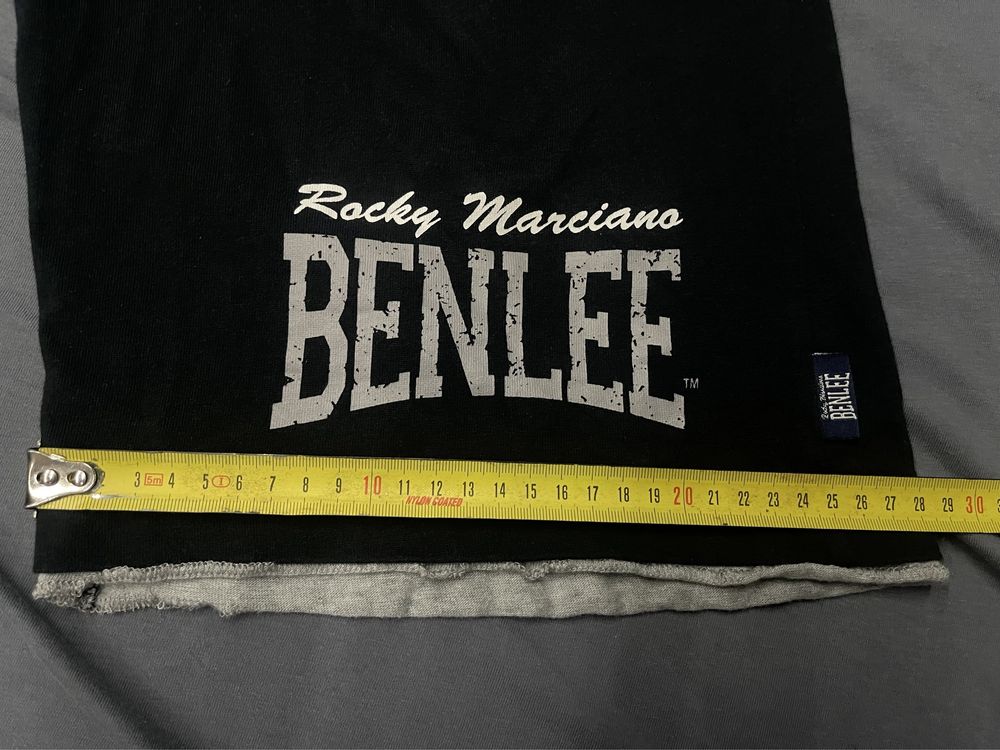 Rocky Marciano
BENLEE
™
Rocky Marciano
BENLEE
3 5m 4 5 I 6 7 8 9 10 11 12 13 14 15 16 17 18 19 20 21 22 23 24 25 26 27 28 29 30
NYLON COATED